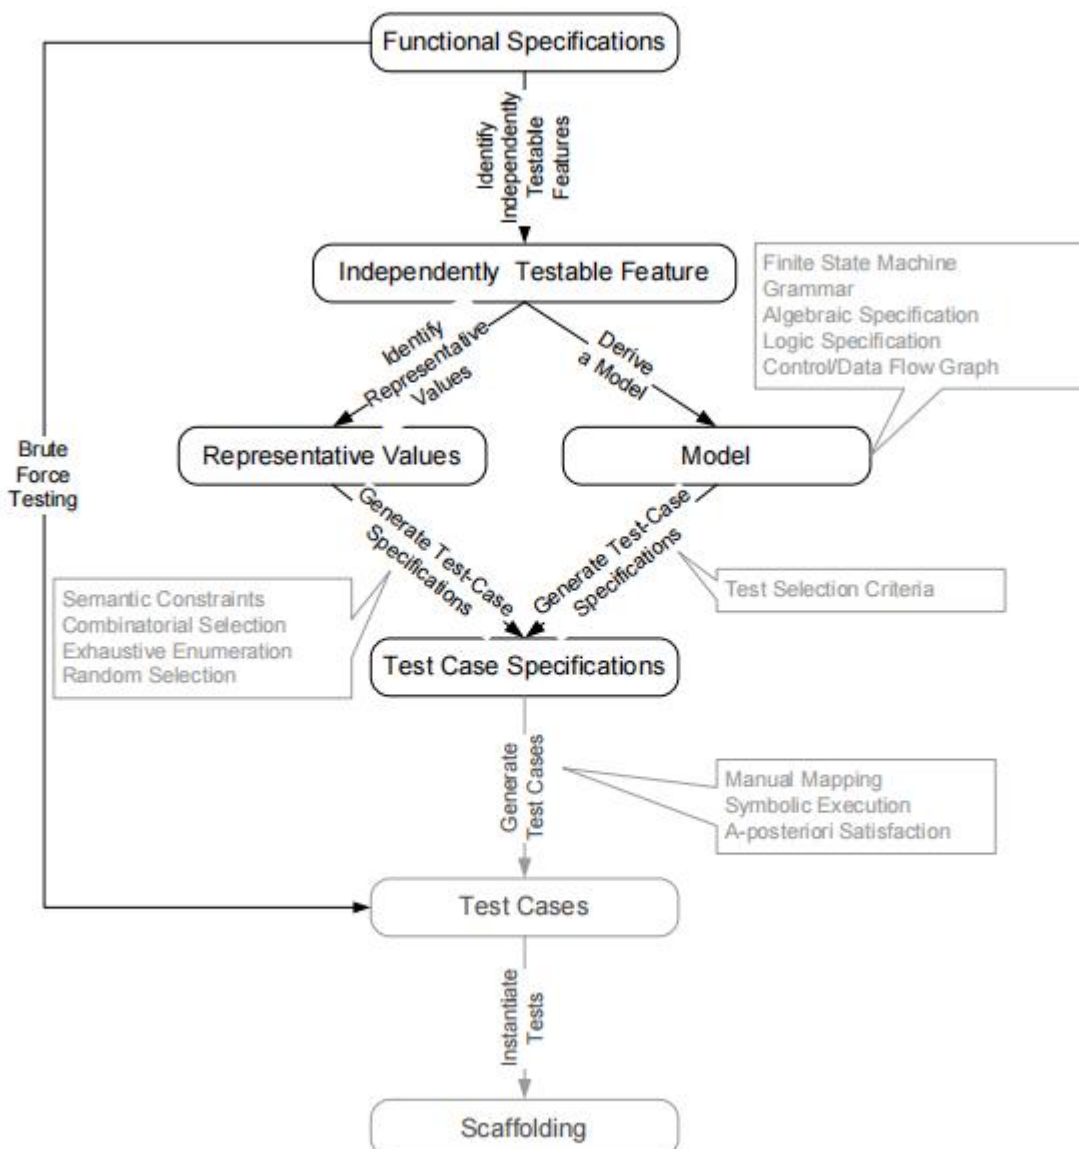 Functional Specifications
Identify
Independently
Testable
Features
Independently Testable Feature
Finite State Machine
Grammar
Algebraic Specification
Logic Specification
Control/Data Flow Graph
Identify
Representative
Values
Derive
a Model
Brute
Force
Testing
Representative Values
Model
Generate Test-Case
Specifications
Generate Test-Case
Specifications
Semantic Constraints
Combinatorial Selection
Exhaustive Enumeration
Random Selection
Test Selection Criteria
Test Case Specifications
Generate
Test Cases
Manual Mapping
Symbolic Execution
A-posteriori Satisfaction
Test Cases
Instantiate
Tests
Scaffolding